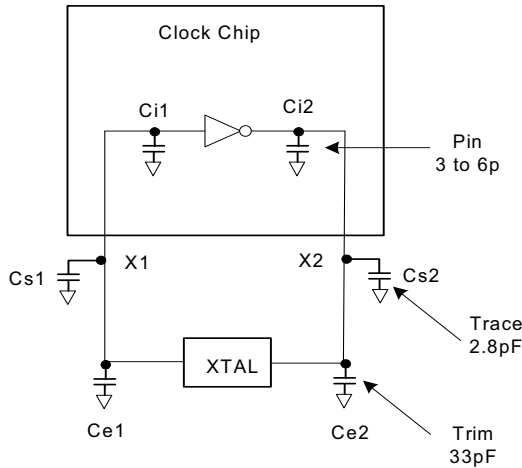 Clock Chip
Ci1
Ci2
Pin
3 to 6p
X1
X2
Cs1
Cs2
Trace
2.8pF
XTAL
Ce1
Ce2
Trim
33pF